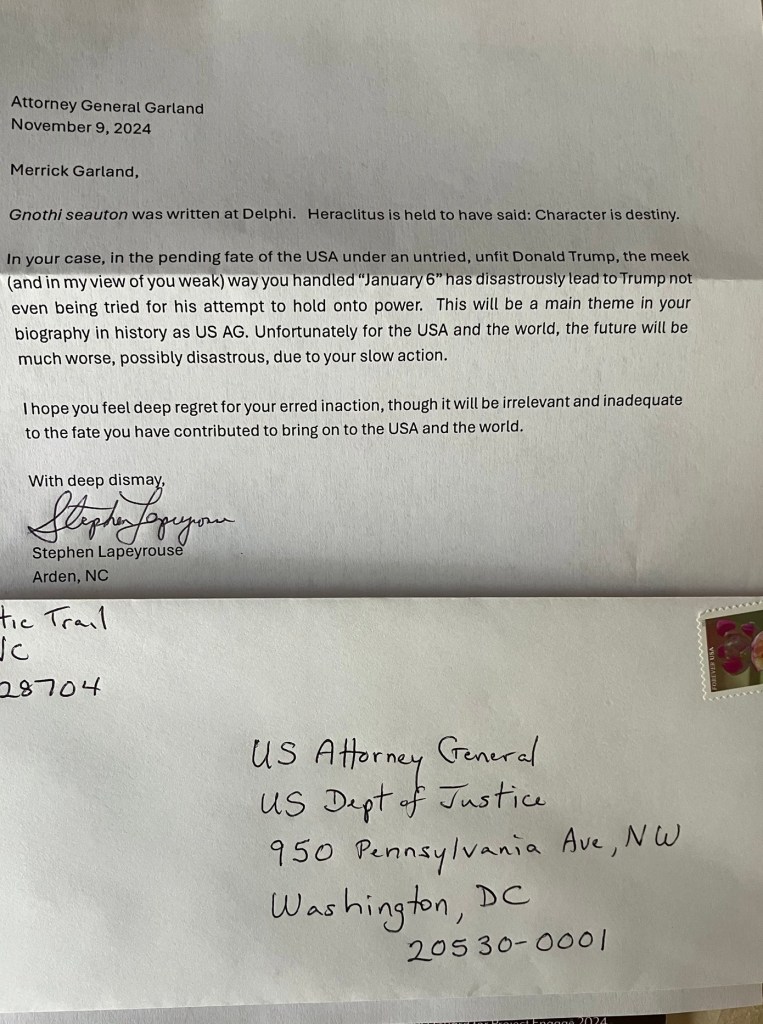 Attorney General Garland
November 9, 2024
Merrick Garland,
Gnothi seauton was written at Delphi. Heraclitus is held to have said: Character is destiny.
In your case, in the pending fate of the USA under an untried, unfit Donald Trump, the meek
(and in my view of you weak) way you handled “January 6” has disastrously lead to Trump not
even being tried for his attempt to hold onto power. This will be a main theme in your
biography in history as US AG. Unfortunately for the USA and the world, the future will be
much worse, possibly disastrous, due to your slow action.
I hope you feel deep regret for your erred inaction, though it will be irrelevant and inadequate
to the fate you have contributed to bring on to the USA and the world.
With deep dismay,
Stephen Lapeyrouse
Stephen Lapeyrouse
Arden, NC
tic Trail
NC
28704
US Attorney General
US Dept of Justice
950 Pennsylvania Ave, NW
Washington, DC
20530-0001
Project Engage 2024